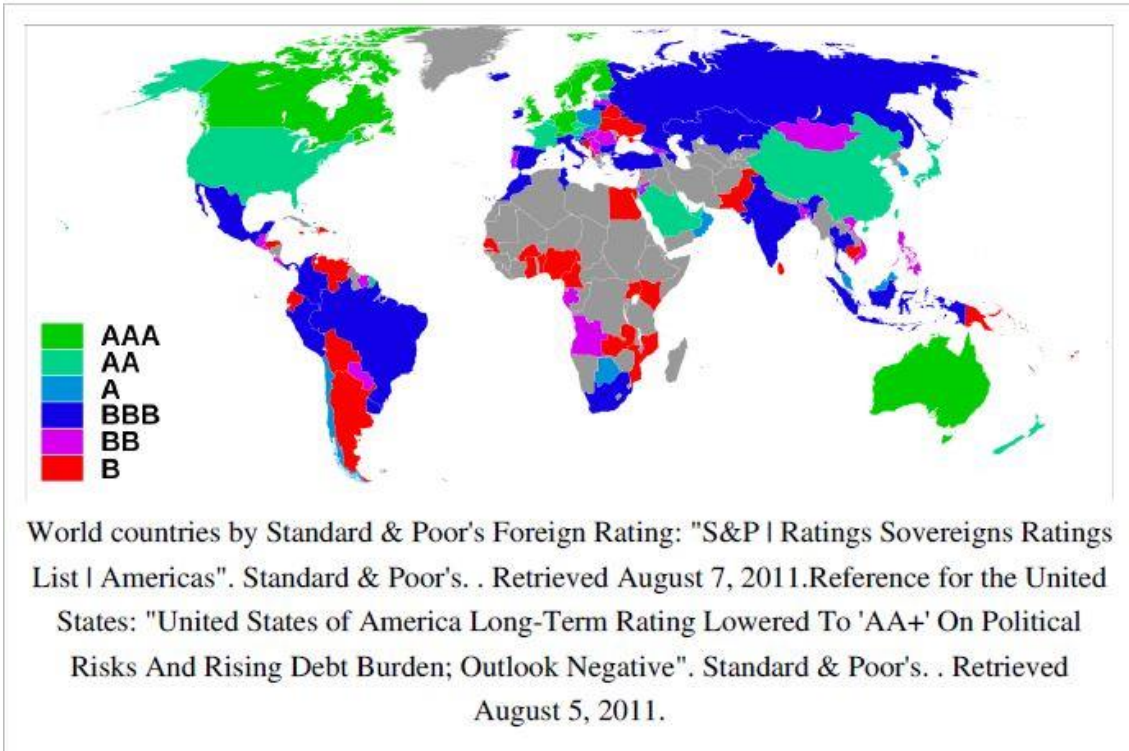 AAA
AA
A
BBB
BB
B
World countries by Standard & Poor's Foreign Rating: "S&P | Ratings Sovereigns Ratings
List | Americas". Standard & Poor's. . Retrieved August 7, 2011.Reference for the United
States: "United States of America Long-Term Rating Lowered To 'AA+' On Political
Risks And Rising Debt Burden; Outlook Negative". Standard & Poor's. . Retrieved
August 5, 2011.